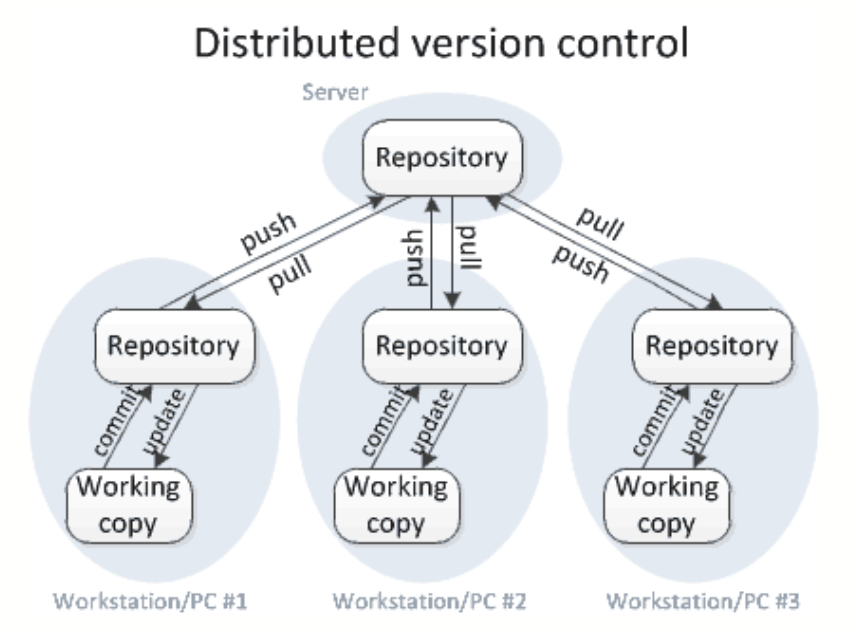 Distributed version control
Server
Repository
push
pull
push
pull
pull
push
Repository
Repository
Repository
commit
update
commit
update
commit
update
Working
copy
Working
copy
Working
copy
Workstation/PC #1
Workstation/PC #2
Workstation/PC #3